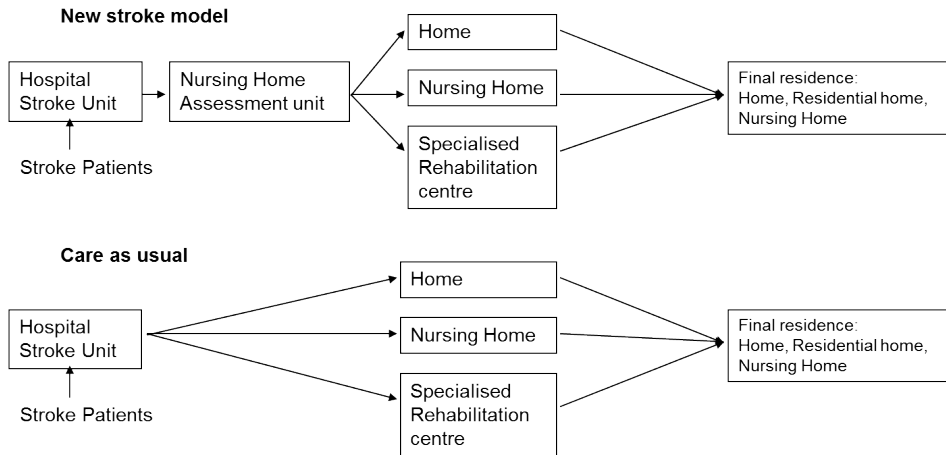 New stroke model
Home
Hospital
Stroke Unit
Nursing Home
Assessment unit
Nursing Home
Final residence:
Home, Residential home,
Nursing Home
Specialised
Rehabilitation
centre
Stroke Patients
Care as usual
Home
Hospital
Stroke Unit
Nursing Home
Final residence:
Home, Residential home,
Nursing Home
Specialised
Rehabilitation
centre
Stroke Patients